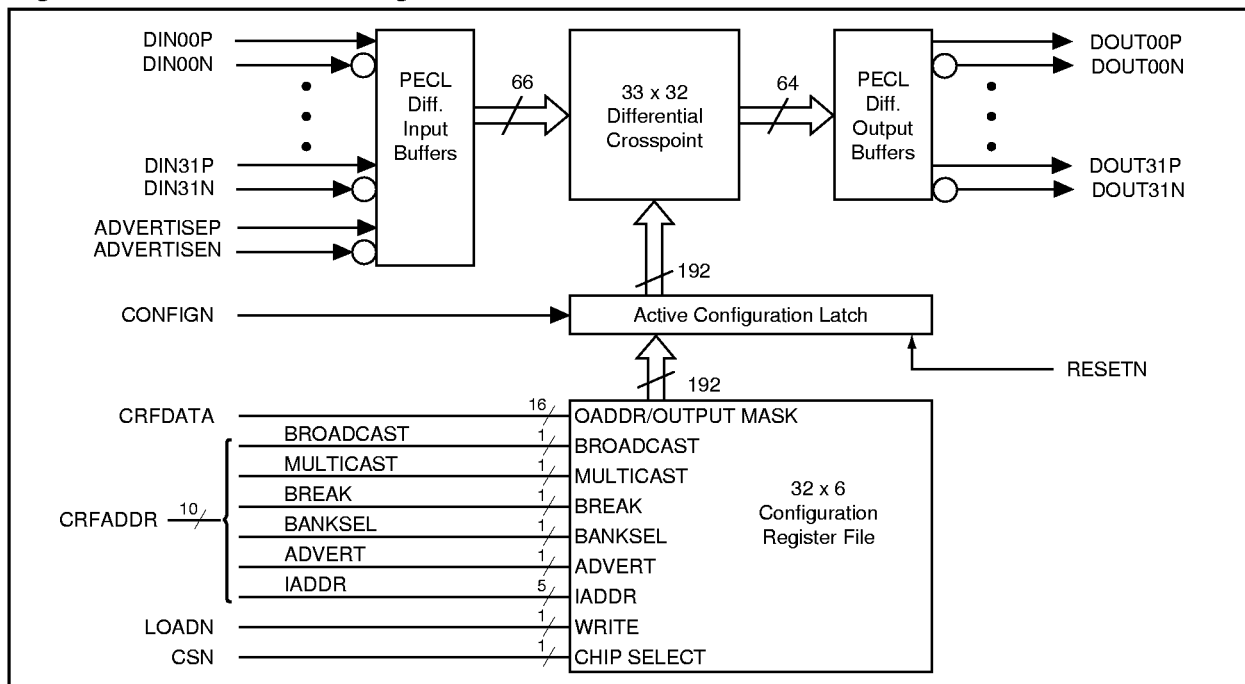 DIN00P
DIN00N
DIN31P
DIN31N
ADVERTISEP
ADVERTISEN
PECL
Diff.
Input
Buffers
66
33 x 32
Differential
Crosspoint
64
PECL
Diff.
Output
Buffers
DOUT00P
DOUT00N
DOUT31P
DOUT31N
192
CONFIGN
Active Configuration Latch
RESETN
192
CRFDATA
16
OADDR/OUTPUT MASK
BROADCAST
1
BROADCAST
MULTICAST
1
MULTICAST
BREAK
1
BREAK
CRFADDR
10
BANKSEL
1
BANKSEL
ADVERT
1
ADVERT
IADDR
5
IADDR
LOADN
1
WRITE
CSN
1
CHIP SELECT
32 x 6
Configuration
Register File